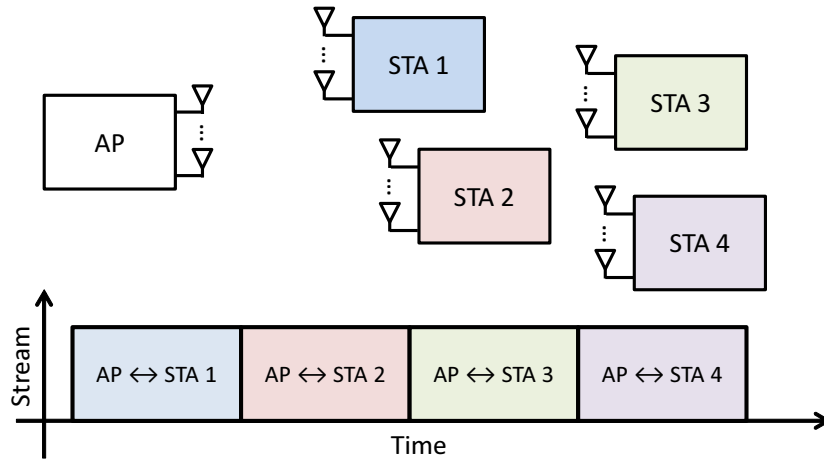 STA 1
STA 3
AP
STA 2
STA 4
Stream
AP ↔ STA 1
AP ↔ STA 2
AP ↔ STA 3
AP ↔ STA 4
Time